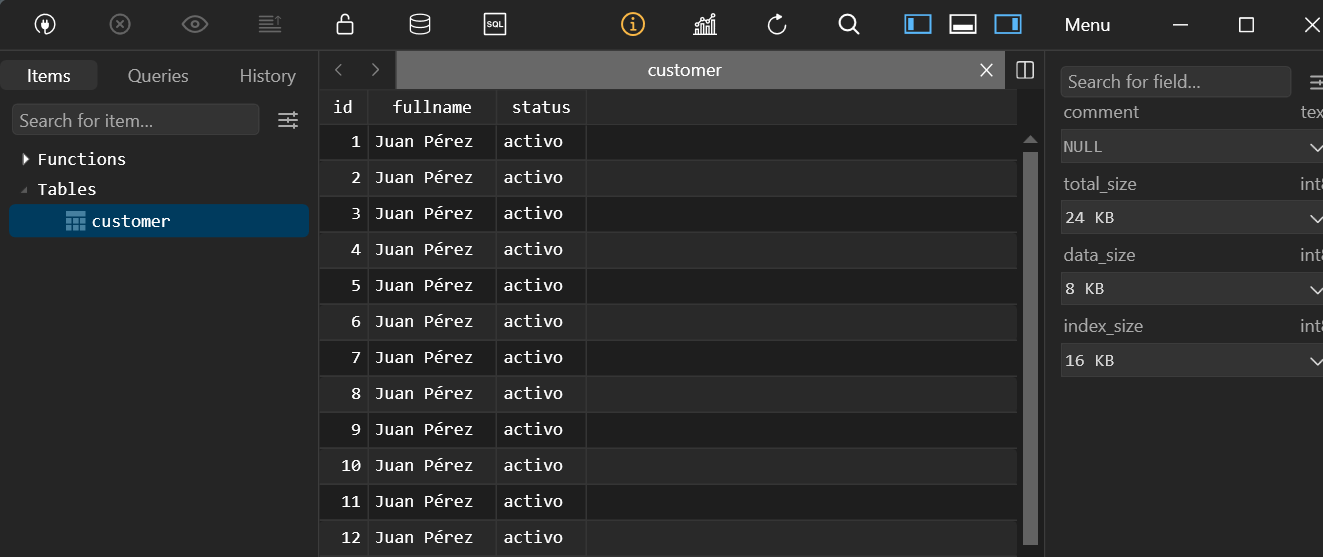 SQL Menu
Items Queries History
customer
Search for item...
Functions
Tables
customer
id fullname status
1 Juan Pérez activo
2 Juan Pérez activo
3 Juan Pérez activo
4 Juan Pérez activo
5 Juan Pérez activo
6 Juan Pérez activo
7 Juan Pérez activo
8 Juan Pérez activo
9 Juan Pérez activo
10 Juan Pérez activo
11 Juan Pérez activo
12 Juan Pérez activo
Search for field...
comment
NULL
total_size
24 KB
data_size
8 KB
index_size
16 KB